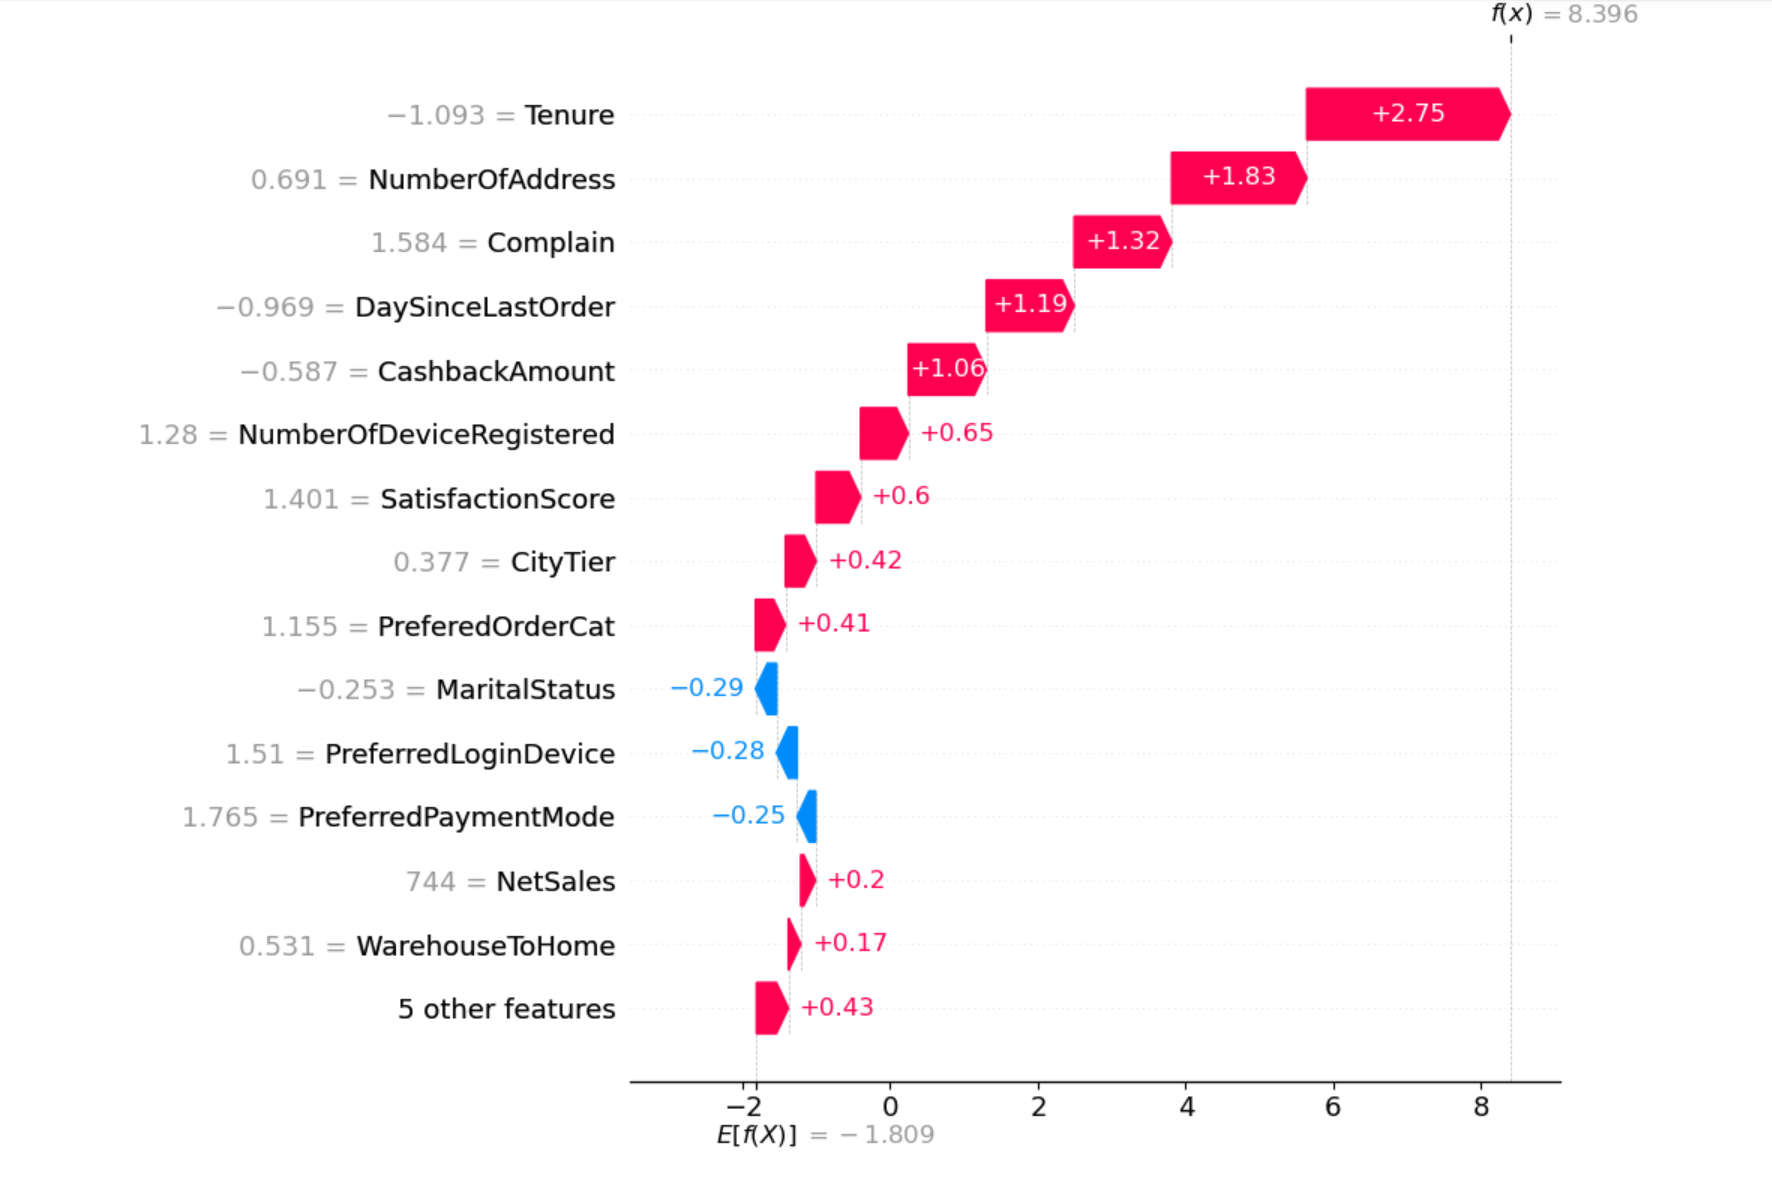 f(x) = 8.396
−1.093 = Tenure +2.75
0.691 = NumberOfAddress +1.83
1.584 = Complain +1.32
−0.969 = DaySinceLastOrder +1.19
−0.587 = CashbackAmount +1.06
1.28 = NumberOfDeviceRegistered +0.65
1.401 = SatisfactionScore +0.6
0.377 = CityTier +0.42
1.155 = PreferedOrderCat +0.41
−0.253 = MaritalStatus −0.29
1.51 = PreferredLoginDevice −0.28
1.765 = PreferredPaymentMode −0.25
744 = NetSales +0.2
0.531 = WarehouseToHome +0.17
5 other features +0.43
−2 0 2 4 6 8
E[f(X)] = −1.809